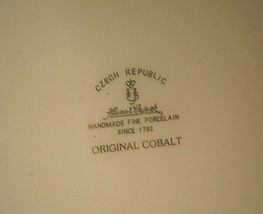 CZECH REPUBLIC
HANDMADE FINE PORCELAIN
SINCE 1792
ORIGINAL COBALT